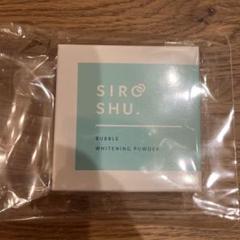 SIRO
SHU.
BUBBLE
WHITENING POWDER